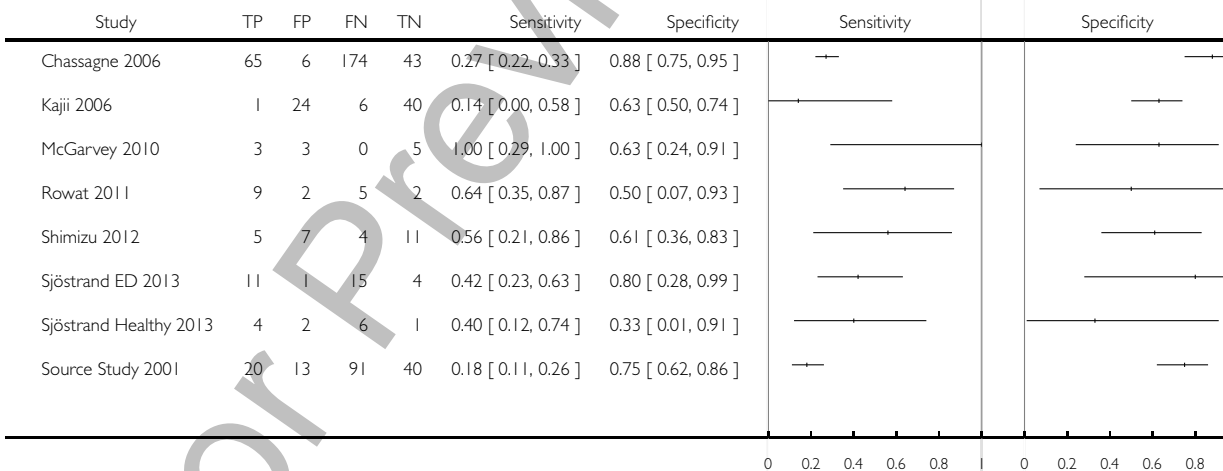 Study TP FP FN TN Sensitivity Specificity Sensitivity Specificity
Chassagne 2006 65 6 174 43 0.27 [ 0.22, 0.33 ] 0.88 [ 0.75, 0.95 ]
Kajii 2006 1 24 6 40 0.14 [ 0.00, 0.58 ] 0.63 [ 0.50, 0.74 ]
McGarvey 2010 3 3 0 5 1.00 [ 0.29, 1.00 ] 0.63 [ 0.24, 0.91 ]
Rowat 2011 9 2 5 2 0.64 [ 0.35, 0.87 ] 0.50 [ 0.07, 0.93 ]
Shimizu 2012 5 7 4 11 0.56 [ 0.21, 0.86 ] 0.61 [ 0.36, 0.83 ]
Sjöstrand ED 2013 11 1 15 4 0.42 [ 0.23, 0.63 ] 0.80 [ 0.28, 0.99 ]
Sjöstrand Healthy 2013 4 2 6 1 0.40 [ 0.12, 0.74 ] 0.33 [ 0.01, 0.91 ]
Source Study 2001 20 13 91 40 0.18 [ 0.11, 0.26 ] 0.75 [ 0.62, 0.86 ]
0 0.2 0.4 0.6 0.8 1 0 0.2 0.4 0.6 0.8
or Previ